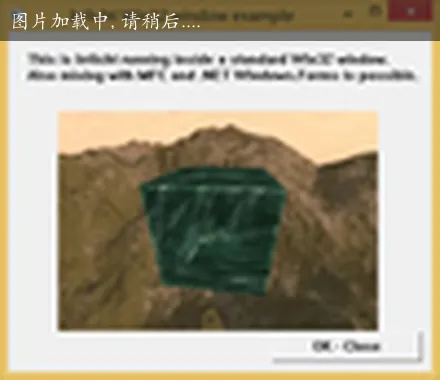 图片加载中,请稍后....
window example
This is Irrlicht running inside a standard Win32 window.
Also mixing with MFC and .NET Windows.Forms is possible.
OK - Close